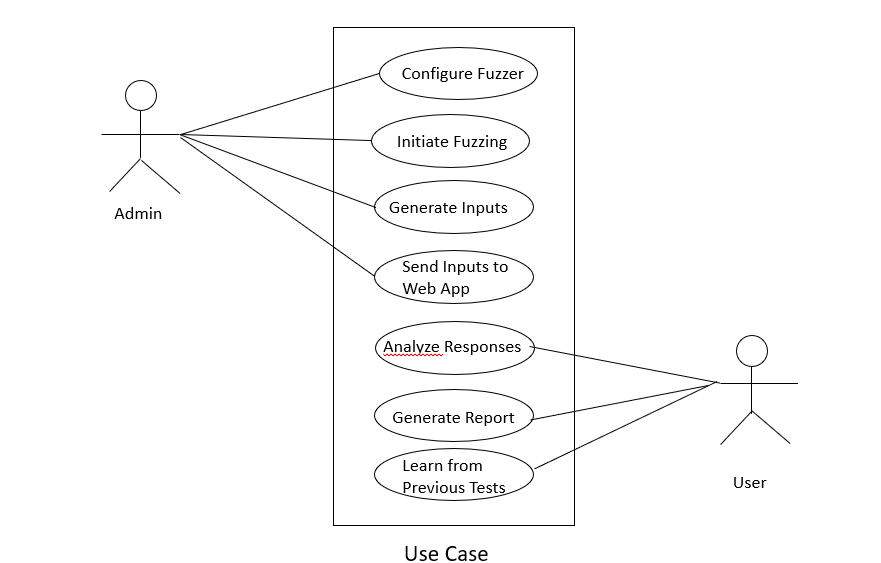 Configure Fuzzer
Initiate Fuzzing
Generate Inputs
Admin
Send Inputs to
Web App
Analyze Responses
Generate Report
Learn from
Previous Tests
User
Use Case